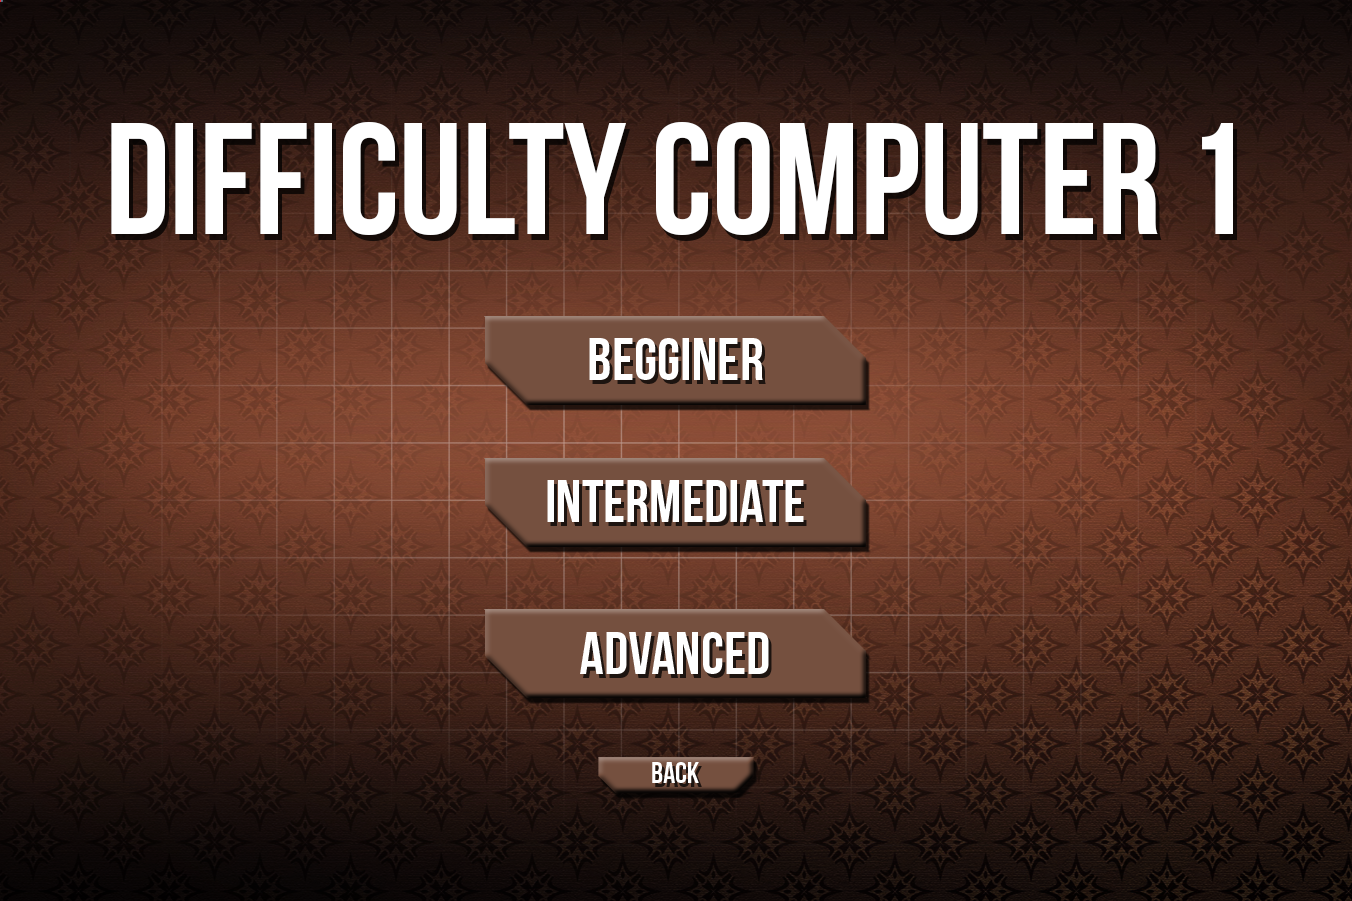 DIFFICULTY COMPUTER 1
BEGGINER
INTERMEDIATE
ADVANCED
BACK